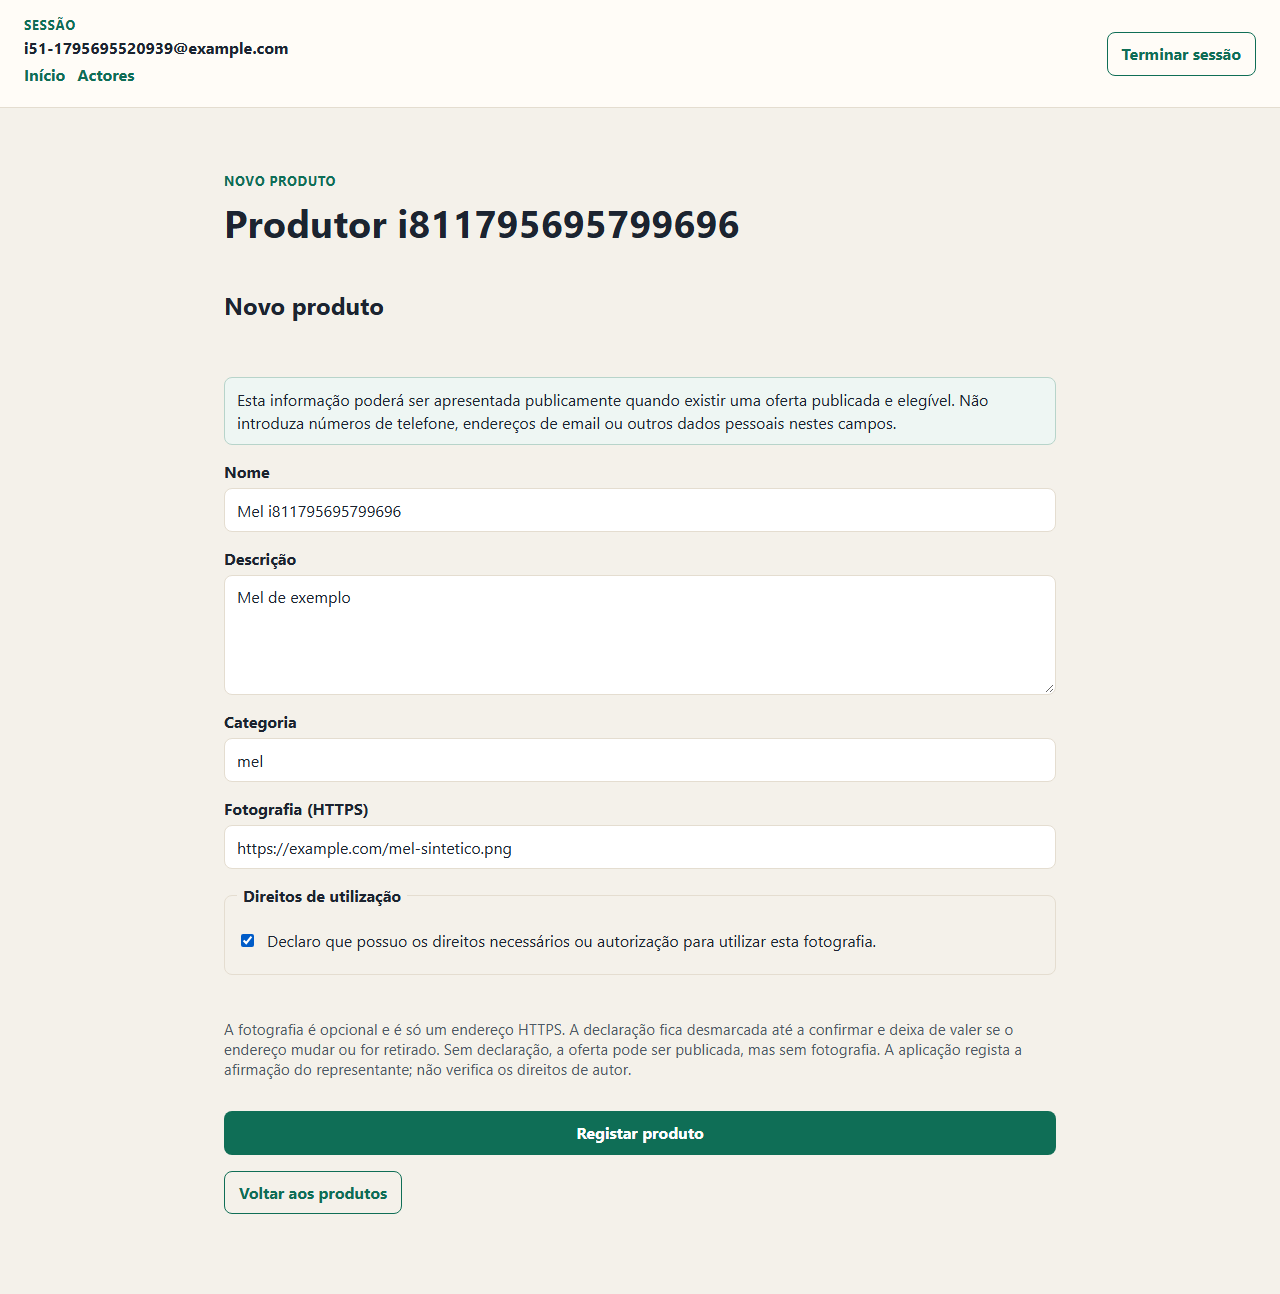 SESSÃO
i51-1795695520939@example.com
Início Actores
Terminar sessão
NOVO PRODUTO
Produtor i811795695799696
Novo produto
Esta informação poderá ser apresentada publicamente quando existir uma oferta publicada e elegível. Não
introduza números de telefone, endereços de email ou outros dados pessoais nestes campos.
Nome
Mel i811795695799696
Descrição
Mel de exemplo
Categoria
mel
Fotografia (HTTPS)
https://example.com/mel-sintetico.png
Direitos de utilização
Declaro que possuo os direitos necessários ou autorização para utilizar esta fotografia.
A fotografia é opcional e é só um endereço HTTPS. A declaração fica desmarcada até a confirmar e deixa de valer se o
endereço mudar ou for retirado. Sem declaração, a oferta pode ser publicada, mas sem fotografia. A aplicação regista a
afirmação do representante; não verifica os direitos de autor.
Registar produto
Voltar aos produtos